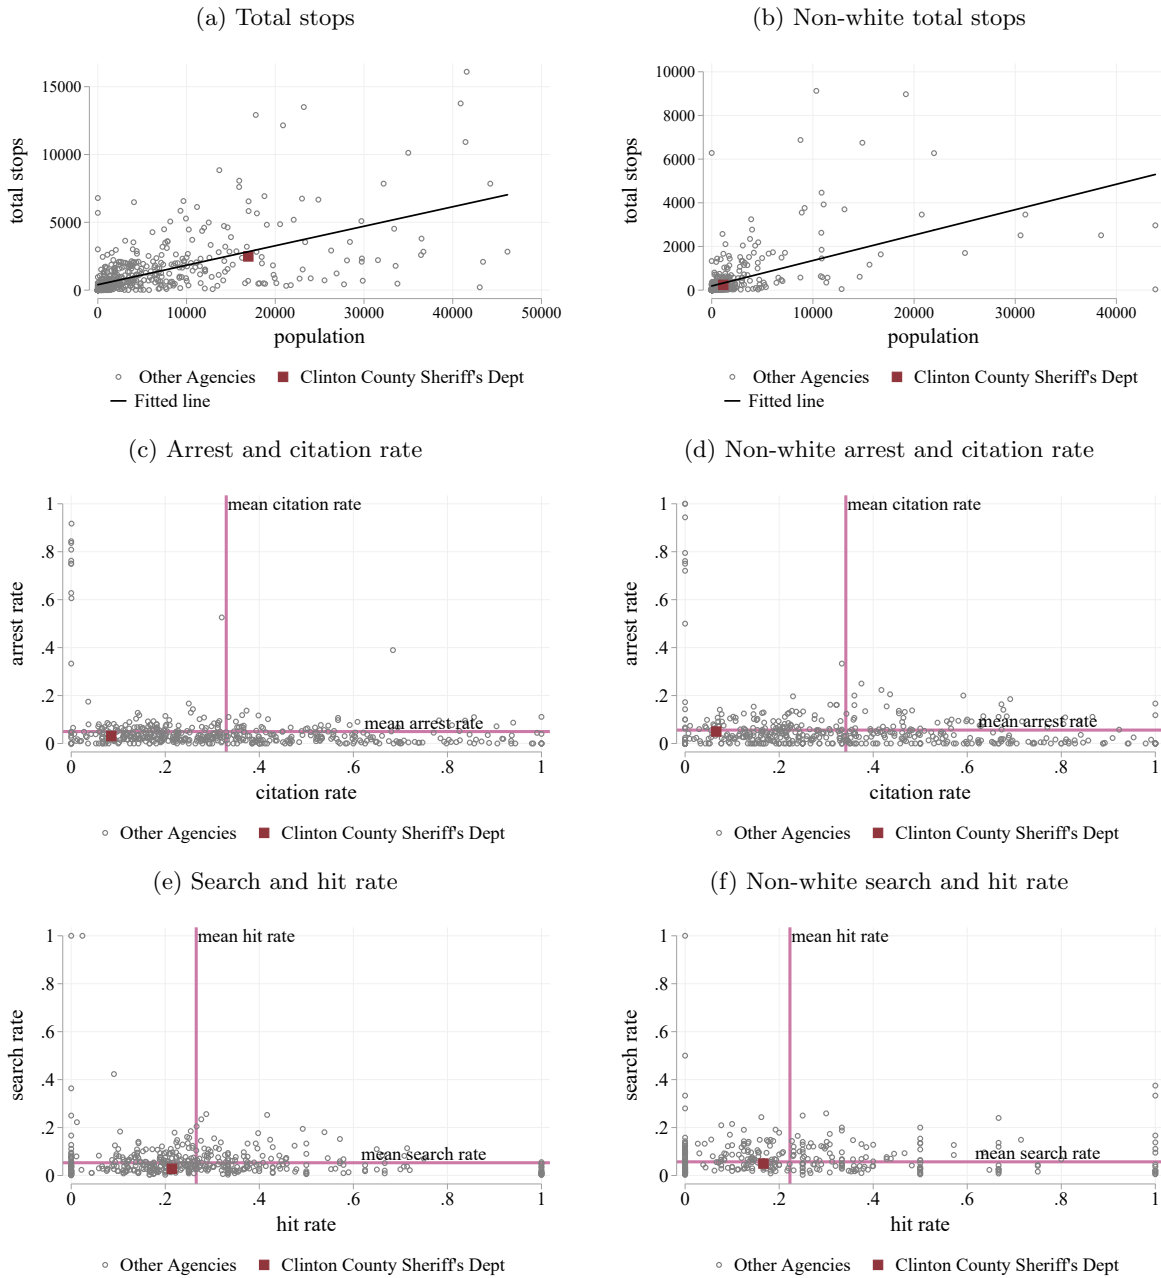 (a) Total stops
(b) Non-white total stops
total stops
15000
10000
5000
0
0 10000 20000 30000 40000 50000
population
Other Agencies Clinton County Sheriff's Dept
Fitted line
total stops
10000
8000
6000
4000
2000
0
0 10000 20000 30000 40000
population
Other Agencies Clinton County Sheriff's Dept
Fitted line
(c) Arrest and citation rate
(d) Non-white arrest and citation rate
arrest rate
1
.8
.6
.4
.2
0
mean citation rate
mean arrest rate
0 .2 .4 .6 .8 1
citation rate
Other Agencies Clinton County Sheriff's Dept
arrest rate
1
.8
.6
.4
.2
0
mean citation rate
mean arrest rate
0 .2 .4 .6 .8 1
citation rate
Other Agencies Clinton County Sheriff's Dept
(e) Search and hit rate
(f) Non-white search and hit rate
search rate
1
.8
.6
.4
.2
0
mean hit rate
mean search rate
0 .2 .4 .6 .8 1
hit rate
Other Agencies Clinton County Sheriff's Dept
search rate
1
.8
.6
.4
.2
0
mean hit rate
mean search rate
0 .2 .4 .6 .8 1
hit rate
Other Agencies Clinton County Sheriff's Dept